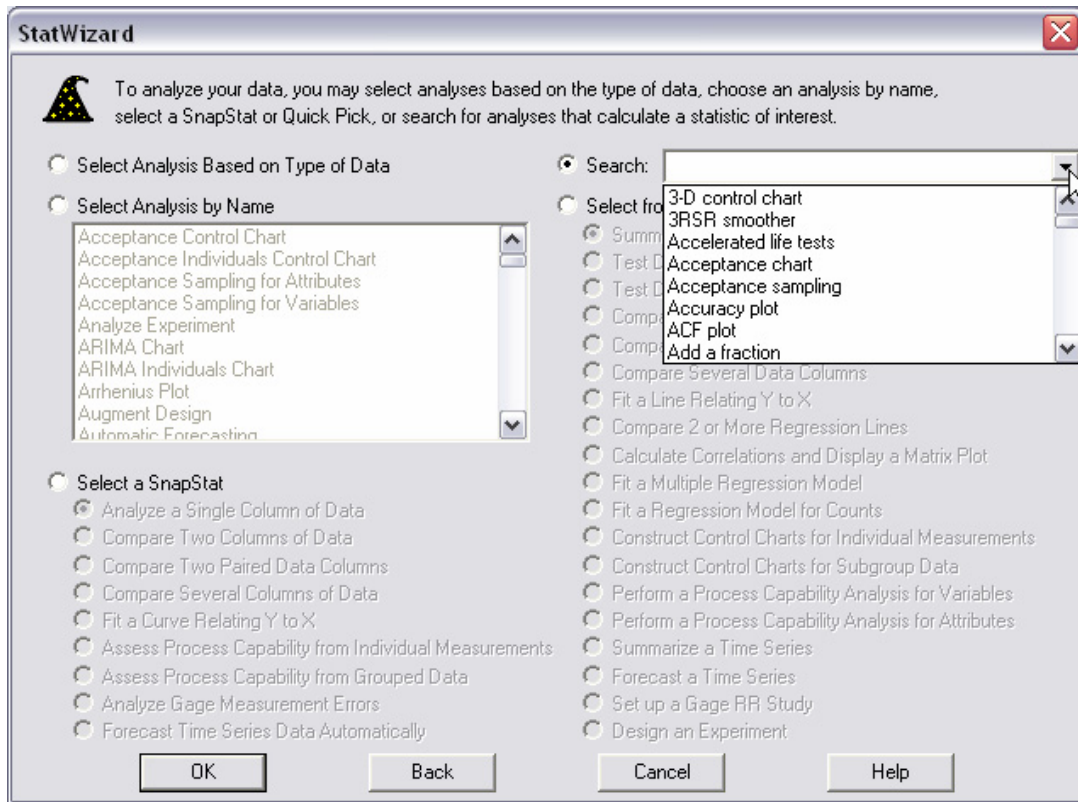 StatWizard
To analyze your data, you may select analyses based on the type of data, choose an analysis by name,
select a SnapStat or Quick Pick, or search for analyses that calculate a statistic of interest.
Select Analysis Based on Type of Data
Select Analysis by Name
Acceptance Control Chart
Acceptance Individuals Control Chart
Acceptance Sampling for Attributes
Acceptance Sampling for Variables
Analyze Experiment
ARIMA Chart
ARIMA Individuals Chart
Arrhenius Plot
Augment Design
Automatic Forecasting
Select a SnapStat
Analyze a Single Column of Data
Compare Two Columns of Data
Compare Two Paired Data Columns
Compare Several Columns of Data
Fit a Curve Relating Y to X
Assess Process Capability from Individual Measurements
Assess Process Capability from Grouped Data
Analyze Gage Measurement Errors
Forecast Time Series Data Automatically
Search:
3-D control chart
3RSR smoother
Accelerated life tests
Acceptance chart
Acceptance sampling
Accuracy plot
ACF plot
Add a fraction
Select fro
Summ
Test D
Test D
Compa
Compa
Compare Several Data Columns
Fit a Line Relating Y to X
Compare 2 or More Regression Lines
Calculate Correlations and Display a Matrix Plot
Fit a Multiple Regression Model
Fit a Regression Model for Counts
Construct Control Charts for Individual Measurements
Construct Control Charts for Subgroup Data
Perform a Process Capability Analysis for Variables
Perform a Process Capability Analysis for Attributes
Summarize a Time Series
Forecast a Time Series
Set up a Gage RR Study
Design an Experiment
OK
Back
Cancel
Help